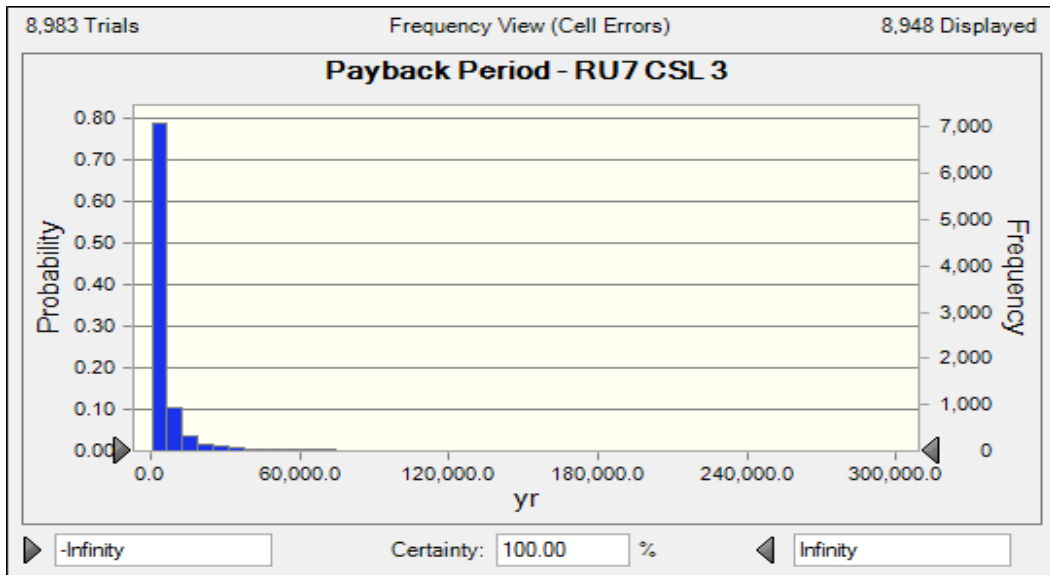 8,983 Trials Frequency View (Cell Errors) 8,948 Displayed
Payback Period - RU7 CSL 3
Probability
0.80
0.70
0.60
0.50
0.40
0.30
0.20
0.10
0.00
7,000
6,000
5,000
4,000
3,000
2,000
1,000
0
Frequency
0.0 60,000.0 120,000.0 180,000.0 240,000.0 300,000.0
yr
-Infinity Certainty: 100.00 % Infinity